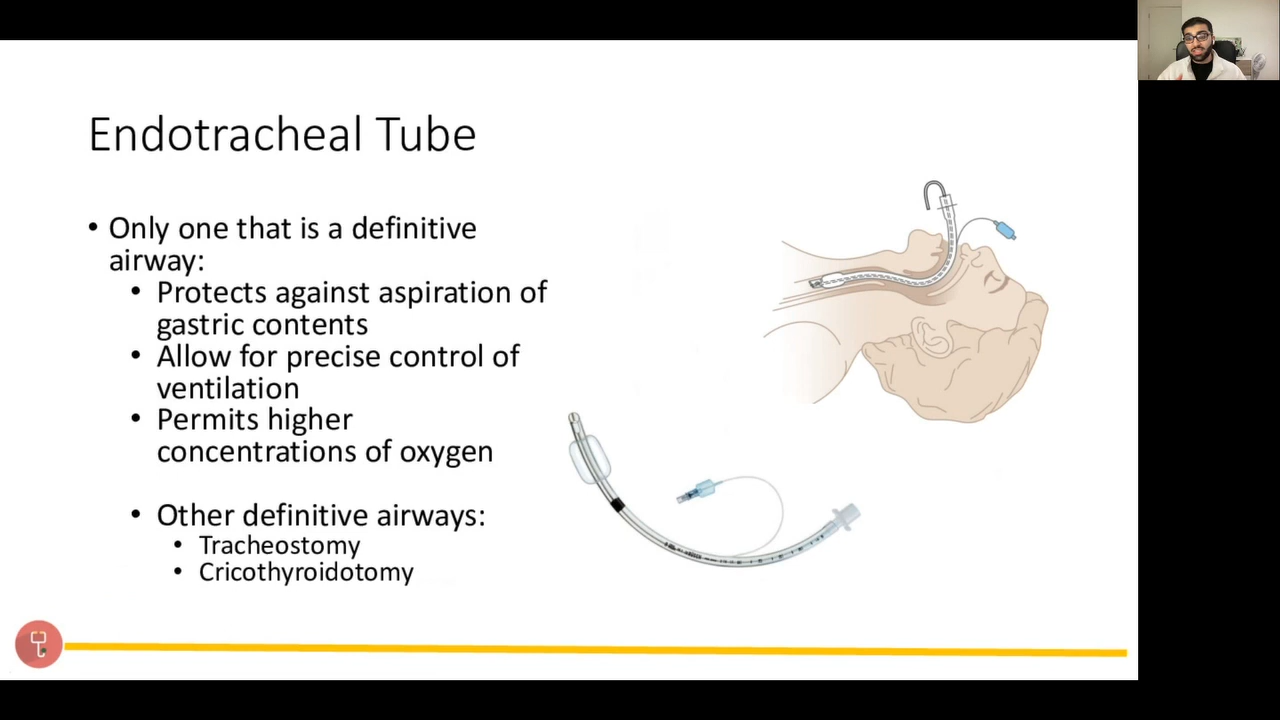 Endotracheal Tube
• Only one that is a definitive
airway:
• Protects against aspiration of
gastric contents
• Allow for precise control of
ventilation
• Permits higher
concentrations of oxygen
• Other definitive airways:
• Tracheostomy
• Cricothyroidotomy